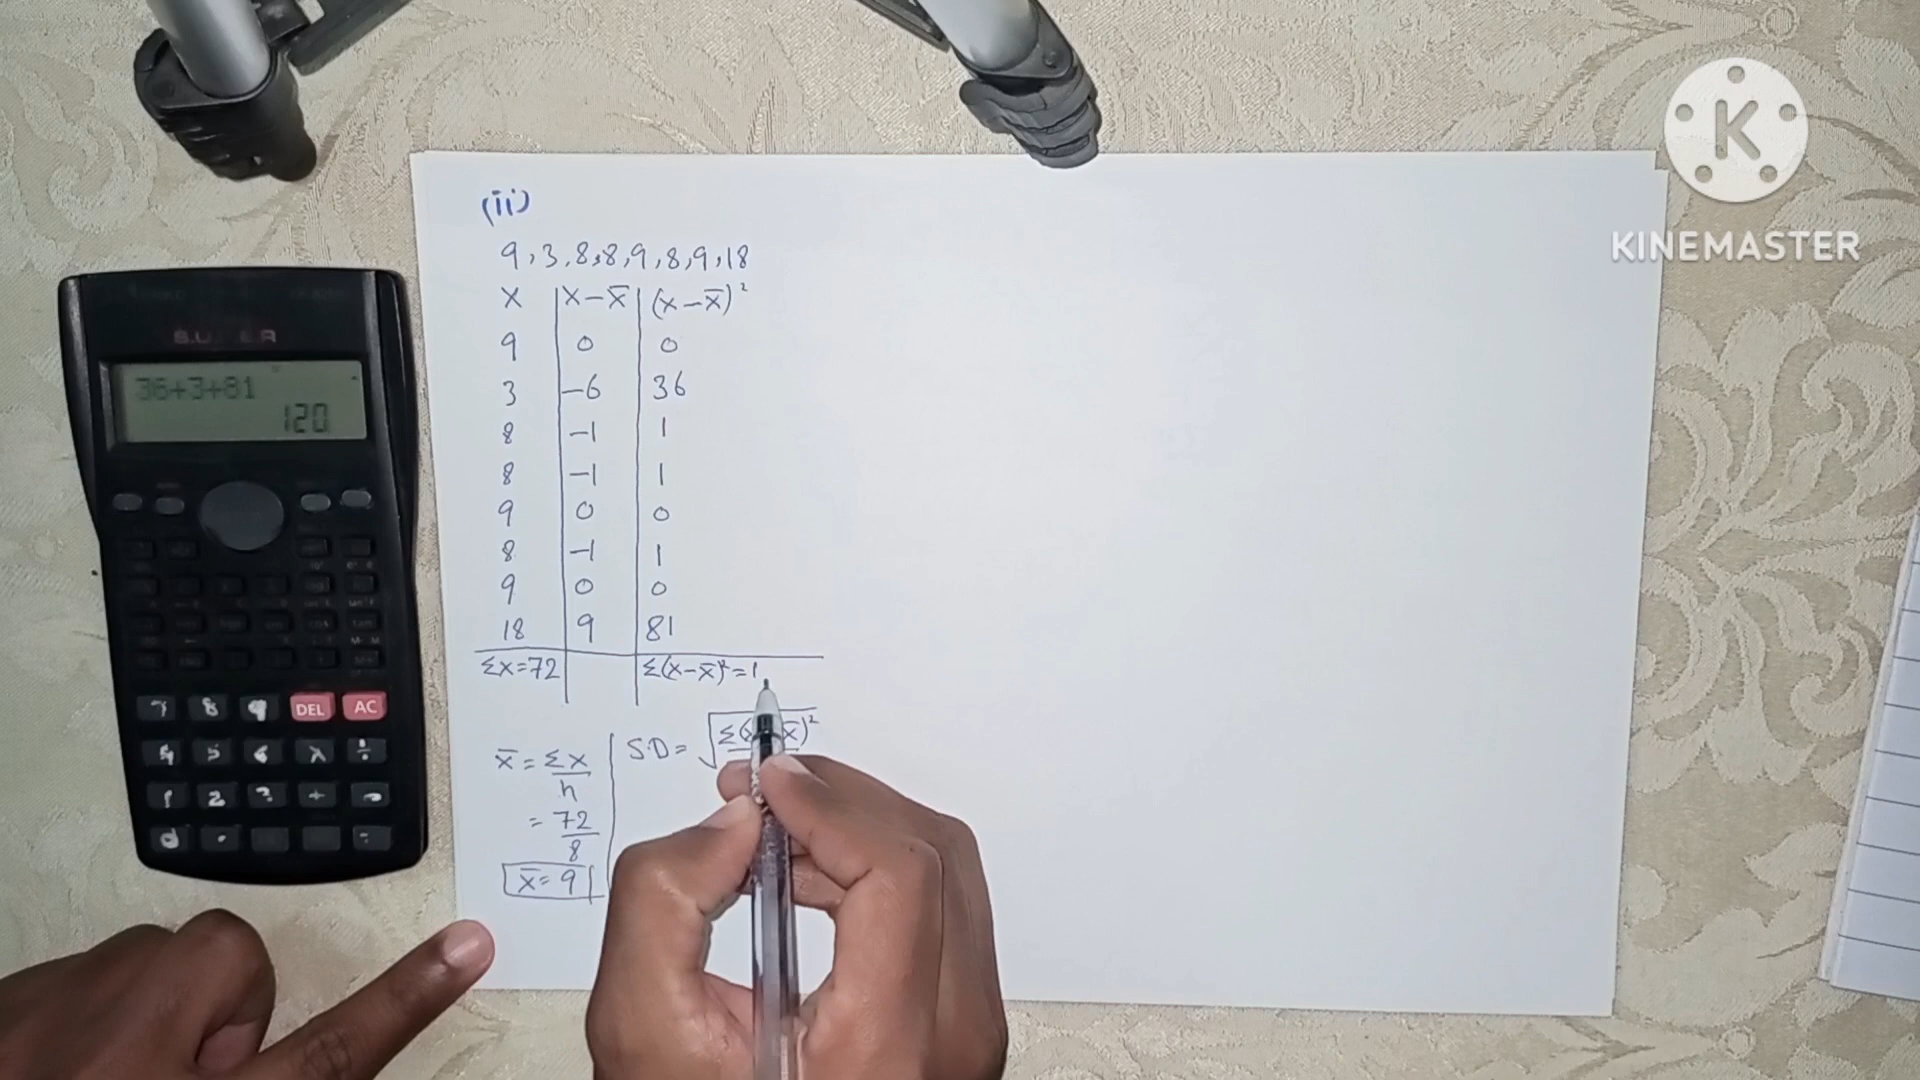 (ii)
9,3,8,8,9,8,9,18
x x-x̄ (x-x̄)²
9 0 0
3 -6 36
8 -1 1
8 -1 1
9 0 0
8 -1 1
9 0 0
18 9 81
Σx=72 Σ(x-x̄)²=1
x̄=Σx/n
=72/8
x̄=9
S.D=
36+3+81
120
DEL AC
KINEMASTER